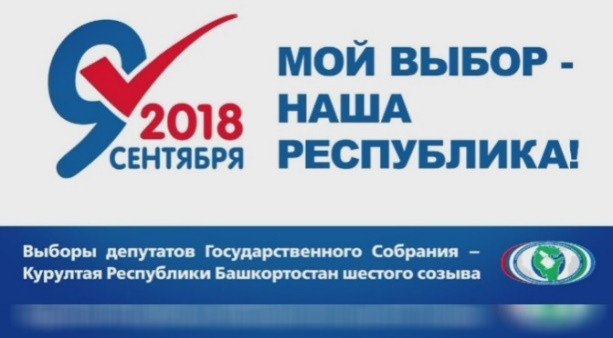 9
2018
СЕНТЯБРЯ
МОЙ ВЫБОР -
НАША
РЕСПУБЛИКА!
Выборы депутатов Государственного Собрания –
Курултая Республики Башкортостан шестого созыва